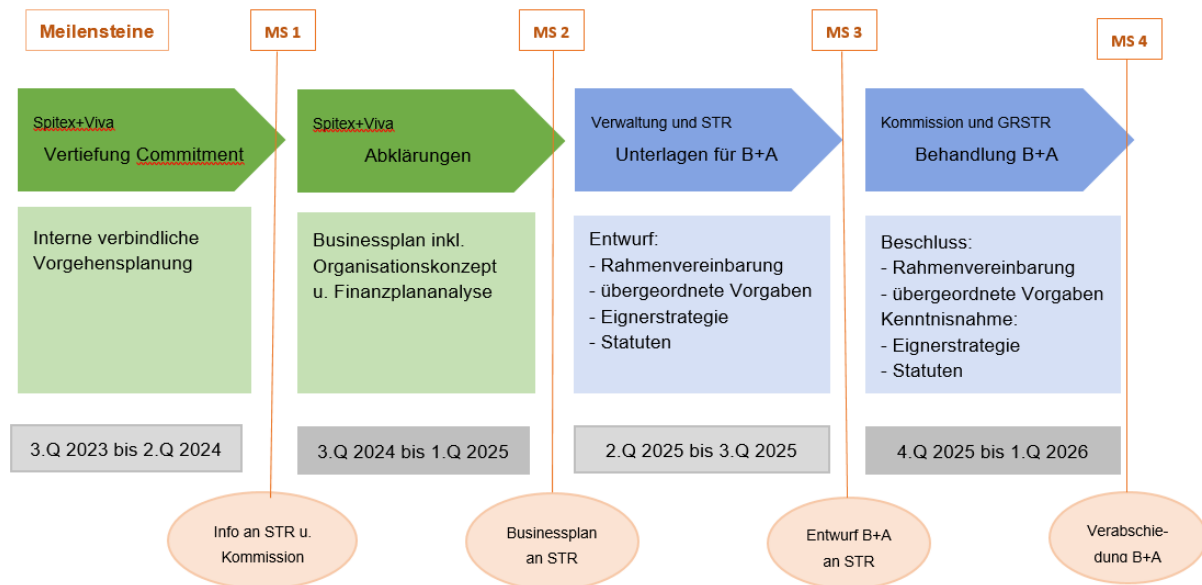 Meilensteine
MS 1
MS 2
MS 3
MS 4
Spitex+Viva
Vertiefung Commitment
Spitex+Viva
Abklärungen
Verwaltung und STR
Unterlagen für B+A
Kommission und GRSTR
Behandlung B+A
Interne verbindliche
Vorgehensplanung
Businessplan inkl.
Organisationskonzept
u. Finanzplananalyse
Entwurf:
- Rahmenvereinbarung
- übergeordnete Vorgaben
- Eignerstrategie
- Statuten
Beschluss:
- Rahmenvereinbarung
- übergeordnete Vorgaben
Kenntnisnahme:
- Eignerstrategie
- Statuten
3.Q 2023 bis 2.Q 2024
3.Q 2024 bis 1.Q 2025
2.Q 2025 bis 3.Q 2025
4.Q 2025 bis 1.Q 2026
Info an STR u.
Kommission
Businessplan
an STR
Entwurf B+A
an STR
Verabschie-
dung B+A